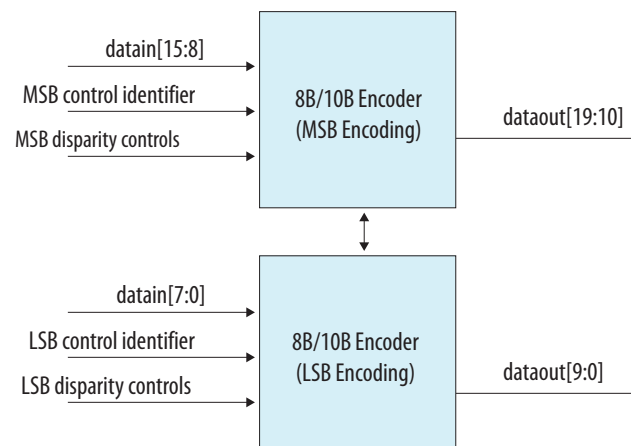 datain[15:8]
MSB control identifier
MSB disparity controls
8B/10B Encoder
(MSB Encoding)
dataout[19:10]
datain[7:0]
LSB control identifier
LSB disparity controls
8B/10B Encoder
(LSB Encoding)
dataout[9:0]